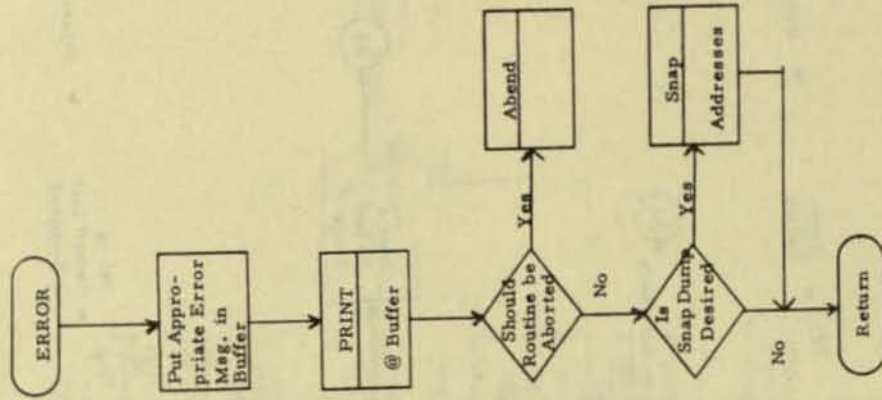 ERROR
Put Appro-
priate Error
Msg. in
Buffer
PRINT
@ Buffer
Should
Routine be
Aborted
Yes
Abend
No
Is
Snap Dump
Desired
Yes
Snap
Addresses
No
Return